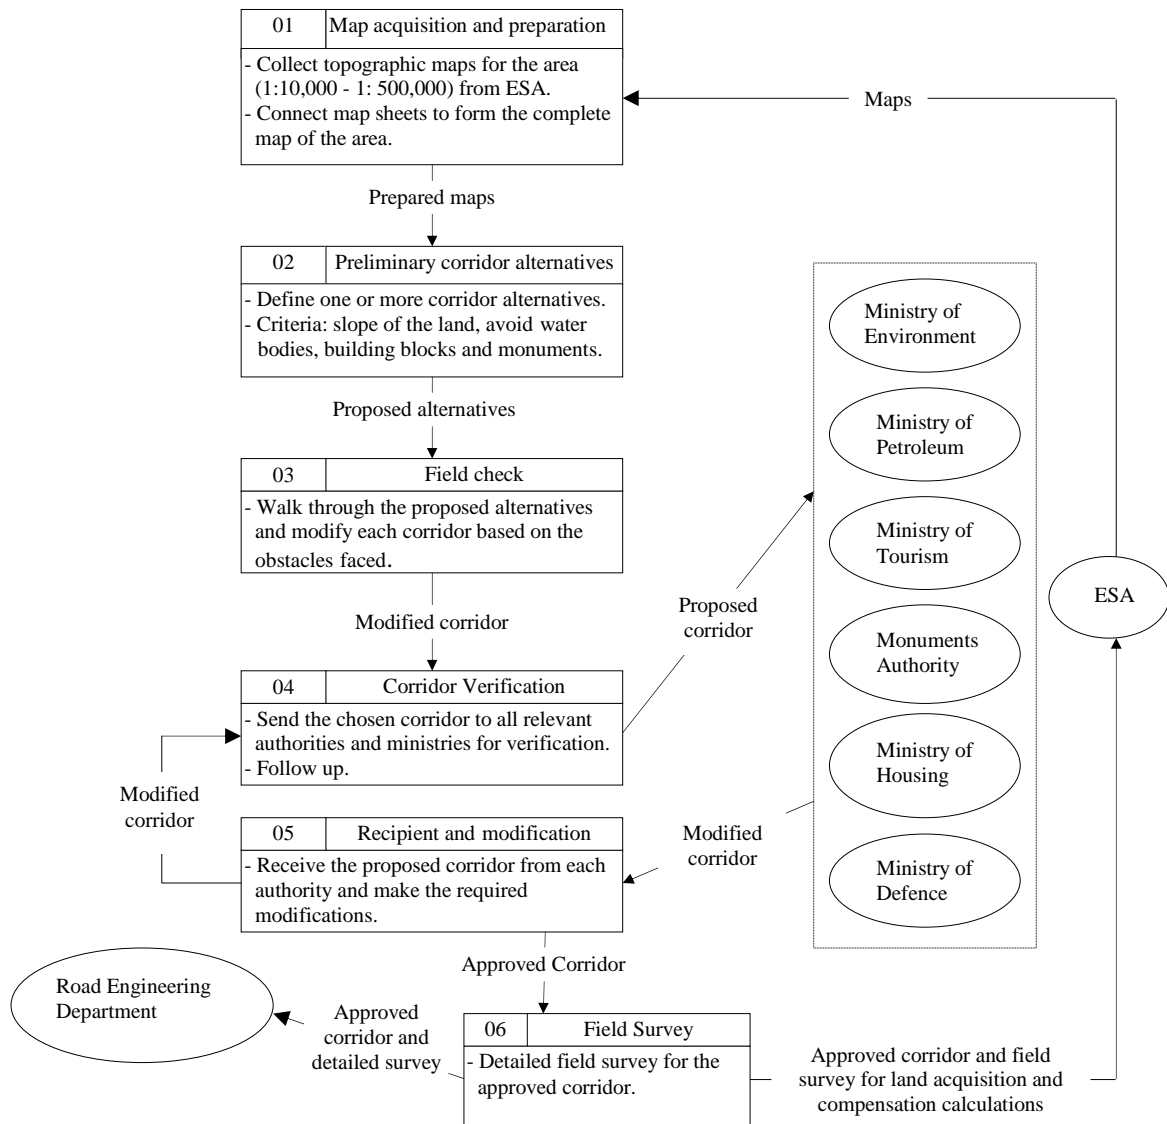 01 Map acquisition and preparation
- Collect topographic maps for the area
(1:10,000 - 1: 500,000) from ESA.
- Connect map sheets to form the complete
map of the area.
Maps
Prepared maps
02 Preliminary corridor alternatives
- Define one or more corridor alternatives.
- Criteria: slope of the land, avoid water
bodies, building blocks and monuments.
Proposed alternatives
03 Field check
- Walk through the proposed alternatives
and modify each corridor based on the
obstacles faced.
Modified corridor
04 Corridor Verification
- Send the chosen corridor to all relevant
authorities and ministries for verification.
- Follow up.
Proposed
corridor
Ministry of
Environment
Ministry of
Petroleum
Ministry of
Tourism
Monuments
Authority
Ministry of
Housing
Ministry of
Defence
ESA
Modified
corridor
Modified
corridor
05 Recipient and modification
- Receive the proposed corridor from each
authority and make the required
modifications.
Approved Corridor
Road Engineering
Department
Approved
corridor and
detailed survey
06 Field Survey
- Detailed field survey for the
approved corridor.
Approved corridor and field
survey for land acquisition and
compensation calculations